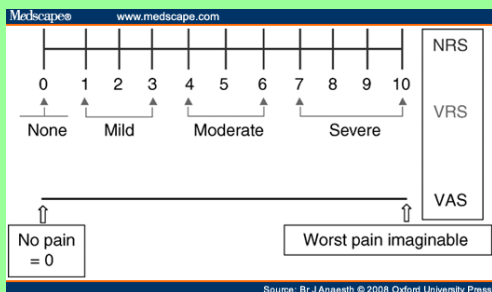 Medscape® www.medscape.com
NRS
0 1 2 3 4 5 6 7 8 9 10
VRS
None Mild Moderate Severe
VAS
No pain
= 0
Worst pain imaginable
Source: Br J Anaesth © 2008 Oxford University Press